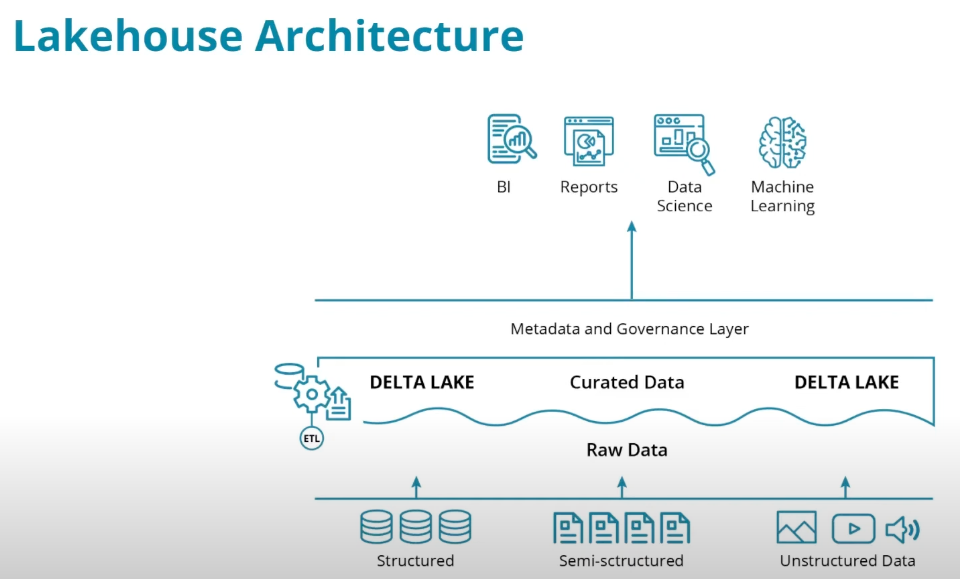 Lakehouse Architecture
BI
Reports
Data
Science
Machine
Learning
Metadata and Governance Layer
DELTA LAKE
Curated Data
DELTA LAKE
ETL
Raw Data
Structured
Semi-sctructured
Unstructured Data